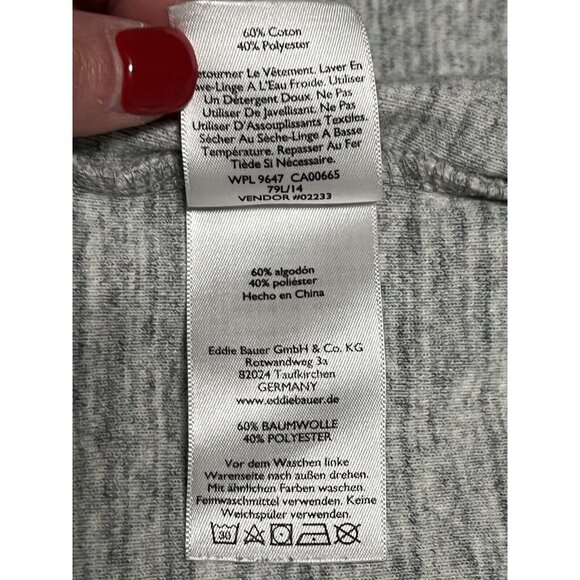 60% Coton
40% Polyester
etourner Le Vêtement. Laver En
ve-Linge A L'Eau Froide. Utiliser
Un Détergent Doux. Ne Pas
Utiliser De Javellisant. Ne Pas
Utiliser D'Assouplissants Textiles.
Sécher Au Sèche-Linge A Basse
Température. Repasser Au Fer
Tiède Si Nécessaire.
WPL 9647 CA00665
79L/14
VENDOR #02233
60% algodón
40% poliéster
Hecho en China
Eddie Bauer GmbH & Co. KG
Rotwandweg 3a
82024 Taufkirchen
GERMANY
www.eddiebauer.de
60% BAUMWOLLE
40% POLYESTER
Vor dem Waschen linke
Warenseite nach außen drehen.
Mit ähnlichen Farben waschen.
Feinwaschmittel verwenden. Keine
Weichspüler verwenden.
30